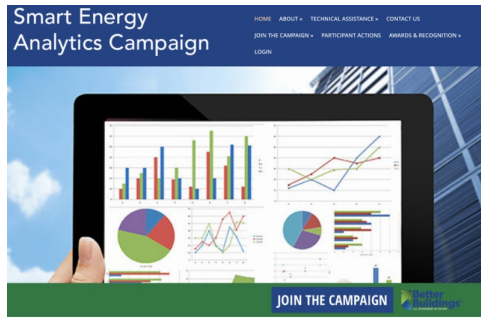 Smart Energy
Analytics Campaign
HOME ABOUT » TECHNICAL ASSISTANCE » CONTACT US
JOIN THE CAMPAIGN » PARTICIPANT ACTIONS AWARDS & RECOGNITION »
LOGIN
JOIN THE CAMPAIGN
Better
Buildings